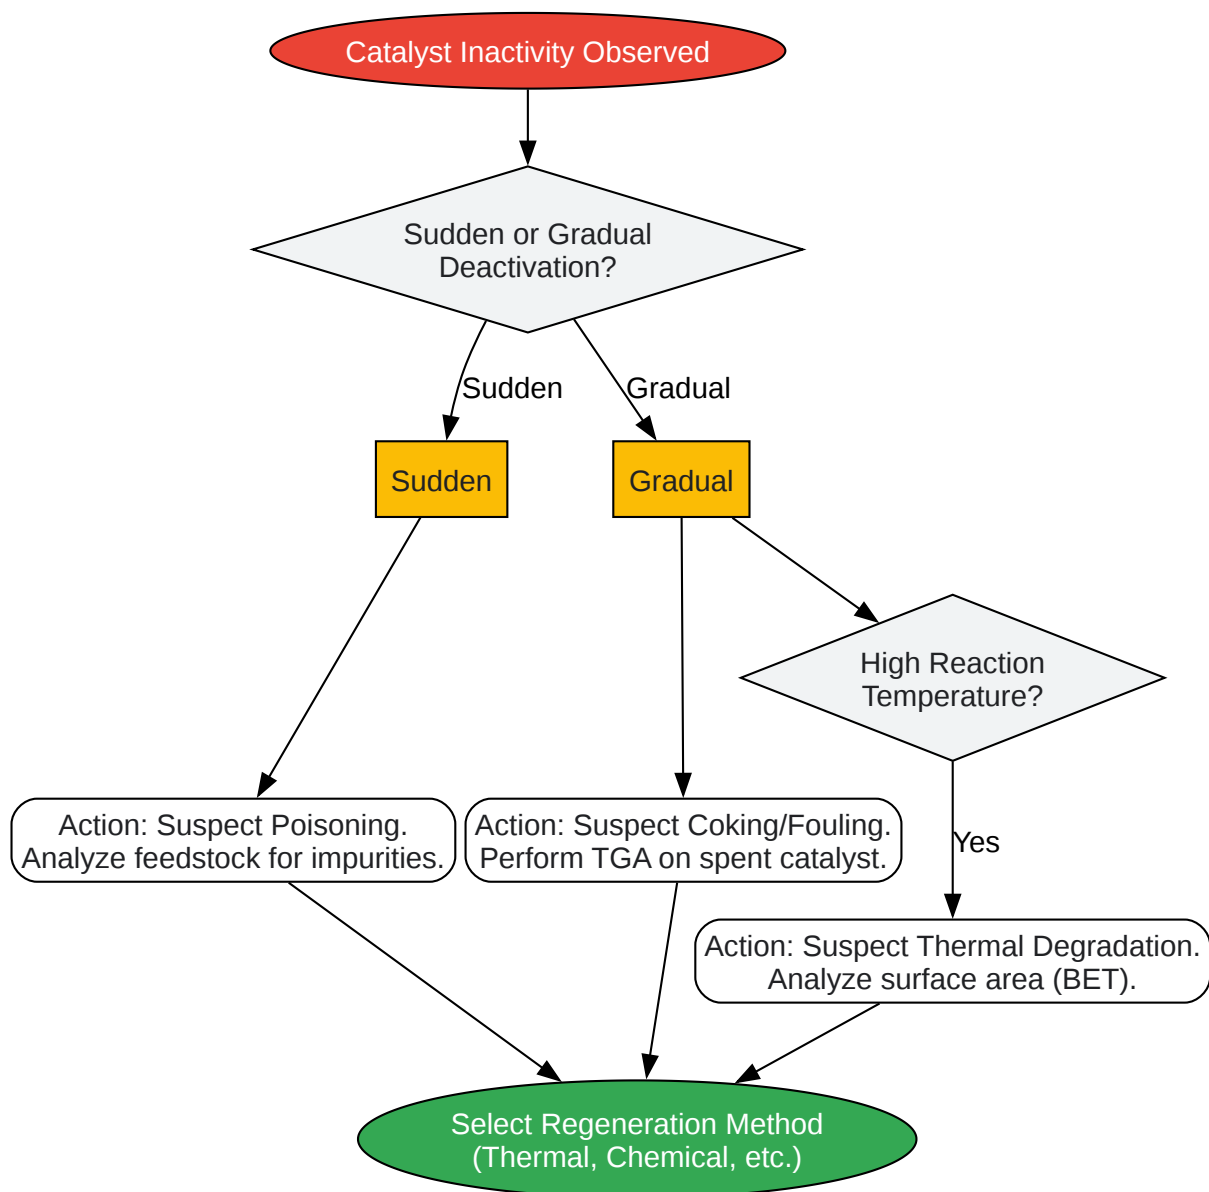 Catalyst Inactivity Observed
Sudden or Gradual
Deactivation?
Sudden
Gradual
Sudden
Gradual
High Reaction
Temperature?
Action: Suspect Poisoning.
Analyze feedstock for impurities.
Action: Suspect Coking/Fouling.
Perform TGA on spent catalyst.
Yes
Action: Suspect Thermal Degradation.
Analyze surface area (BET).
Select Regeneration Method
(Thermal, Chemical, etc.)